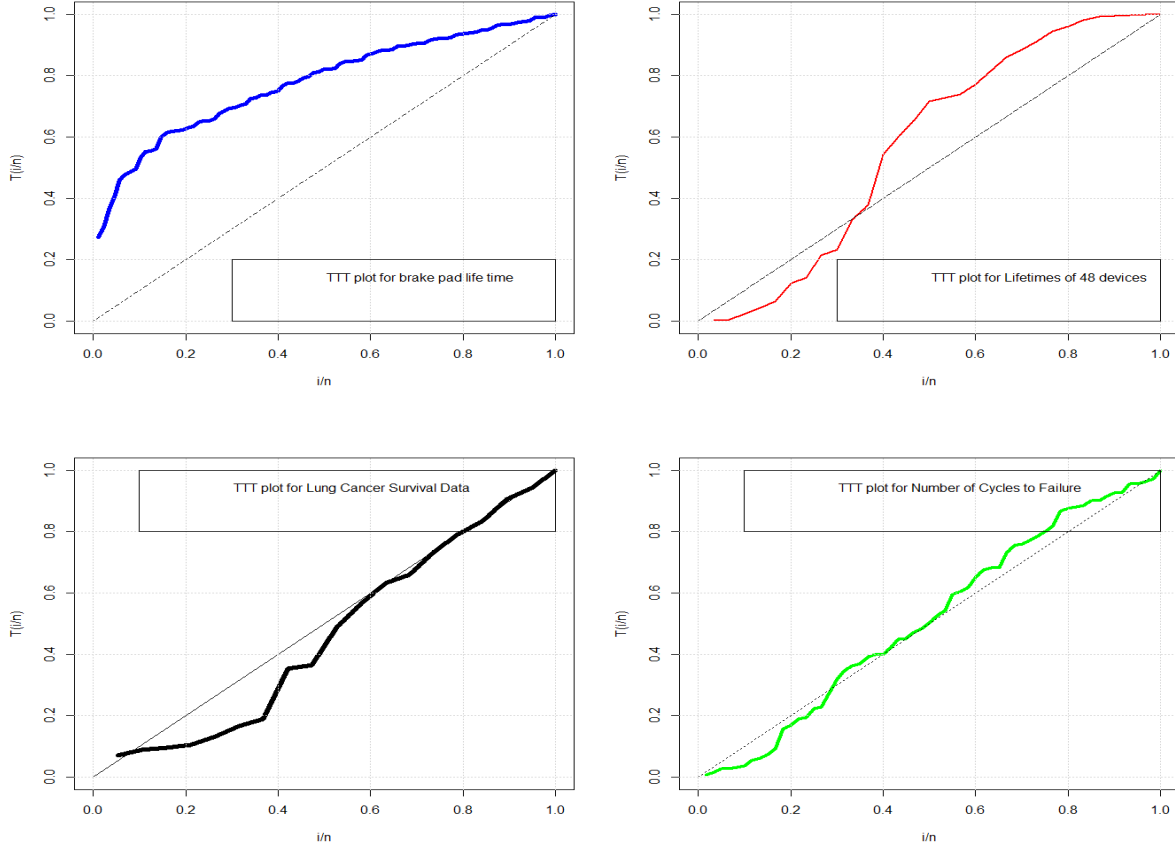 1.0
0.8
0.6
0.4
0.2
0.0
T(i/n)
TTT plot for brake pad life time
0.0 0.2 0.4 0.6 0.8 1.0
i/n
1.0
0.8
0.6
0.4
0.2
0.0
T(i/n)
TTT plot for Lifetimes of 48 devices
0.0 0.2 0.4 0.6 0.8 1.0
i/n
1.0
0.8
0.6
0.4
0.2
0.0
T(i/n)
TTT plot for Lung Cancer Survival Data
0.0 0.2 0.4 0.6 0.8 1.0
i/n
1.0
0.8
0.6
0.4
0.2
0.0
T(i/n)
TTT plot for Number of Cycles to Failure
0.0 0.2 0.4 0.6 0.8 1.0
i/n